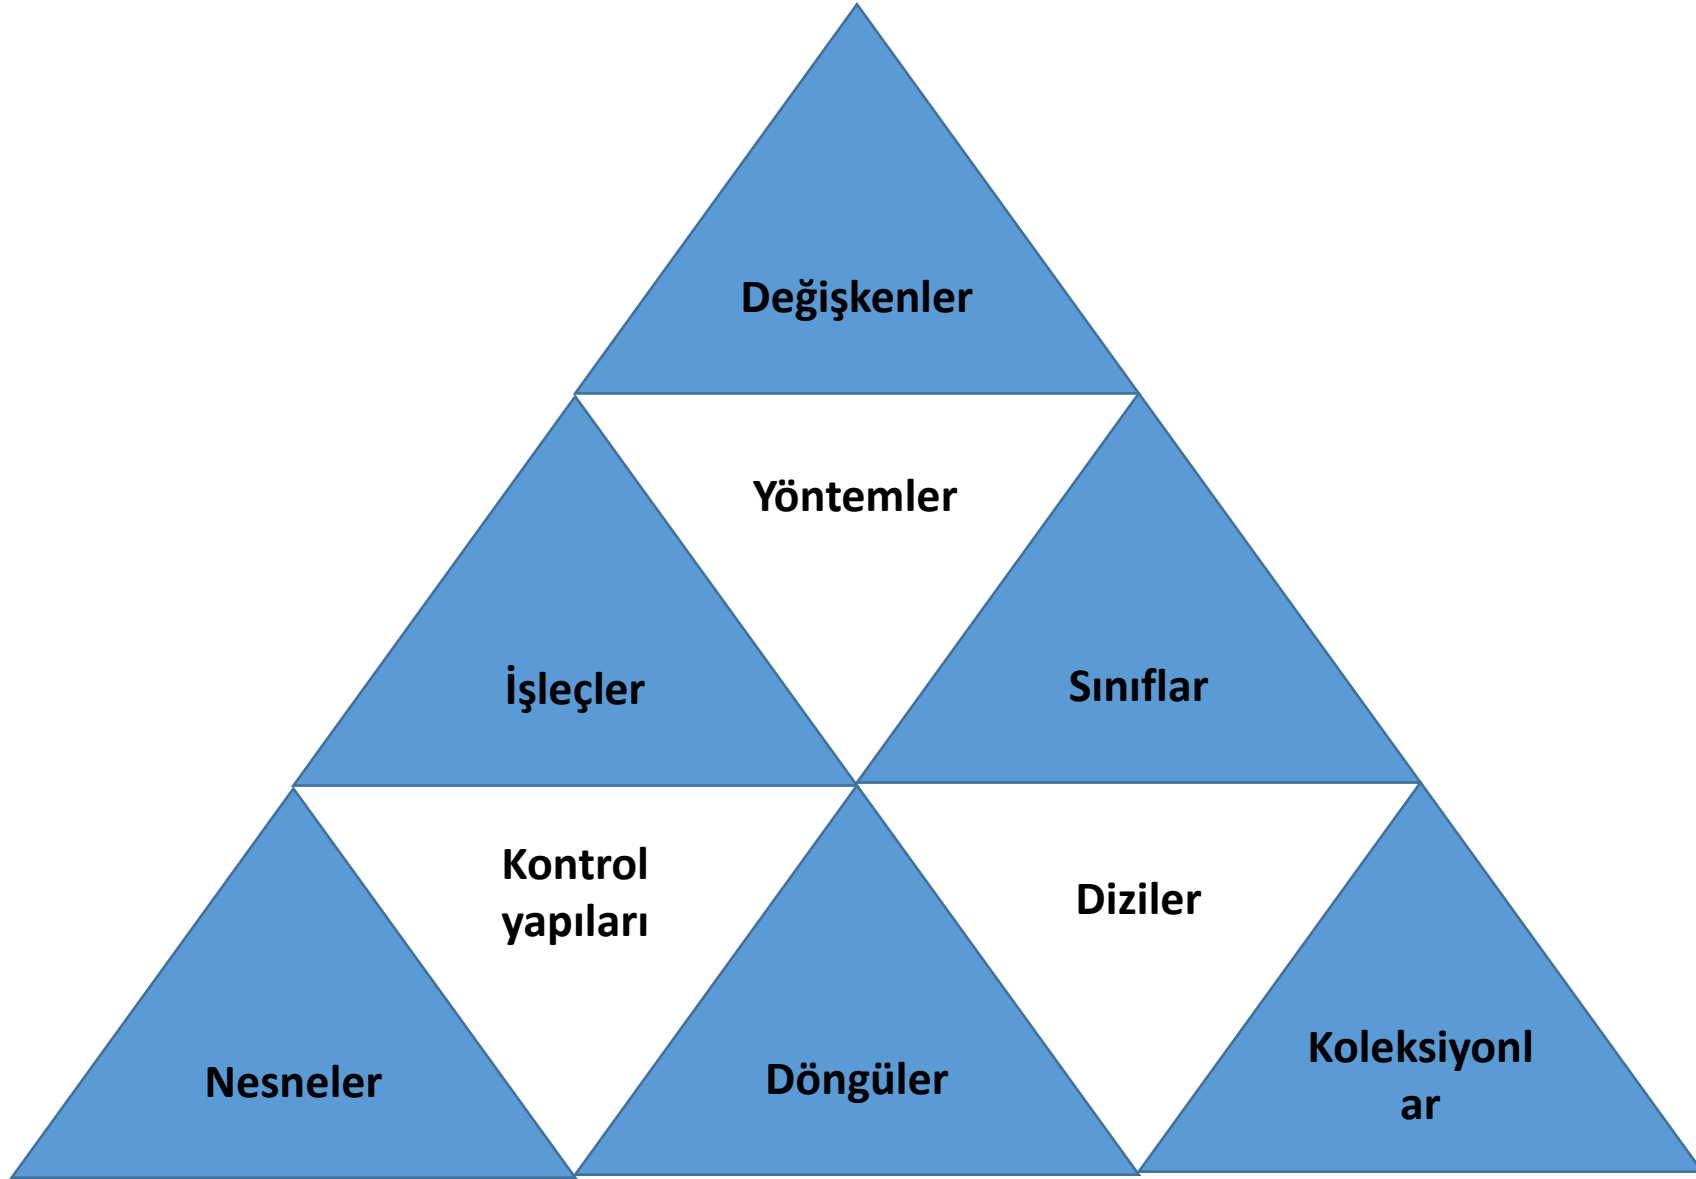 Değişkenler
Yöntemler
İşleçler
Sınıflar
Kontrol
yapıları
Diziler
Nesneler
Döngüler
Koleksiyonl
ar